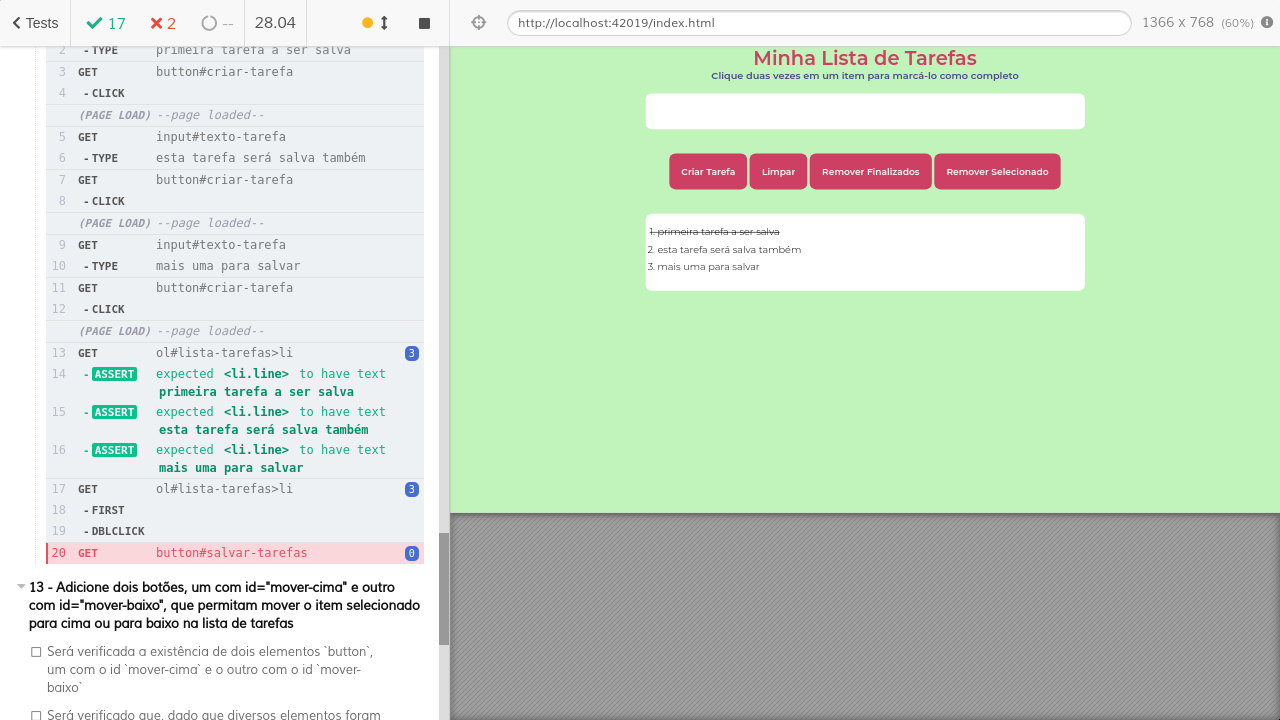 Tests
17
2
--
28.04
http://localhost:42019/index.html
1366 x 768 (60%)
2 - TYPE primeira tarefa a ser salva
3 GET button#criar-tarefa
4 - CLICK
(PAGE LOAD) --page loaded--
5 GET input#texto-tarefa
6 - TYPE esta tarefa será salva também
7 GET button#criar-tarefa
8 - CLICK
(PAGE LOAD) --page loaded--
9 GET input#texto-tarefa
10 - TYPE mais uma para salvar
11 GET button#criar-tarefa
12 - CLICK
(PAGE LOAD) --page loaded--
13 GET ol#lista-tarefas>li 3
14 - ASSERT expected <li.line> to have text
primeira tarefa a ser salva
15 - ASSERT expected <li.line> to have text
esta tarefa será salva também
16 - ASSERT expected <li.line> to have text
mais uma para salvar
17 GET ol#lista-tarefas>li 3
18 - FIRST
19 - DBLCLICK
20 GET button#salvar-tarefas 0
13 - Adicione dois botões, um com id="mover-cima" e outro
com id="mover-baixo", que permitam mover o item selecionado
para cima ou para baixo na lista de tarefas
Será verificada a existência de dois elementos `button`,
um com o id `mover-cima` e o outro com o id `mover-
baixo`
Será verificado que, dado que diversos elementos foram
Minha Lista de Tarefas
Clique duas vezes em um item para marcá-lo como completo
Criar Tarefa
Limpar
Remover Finalizados
Remover Selecionado
1. primeira tarefa a ser salva
2. esta tarefa será salva também
3. mais uma para salvar